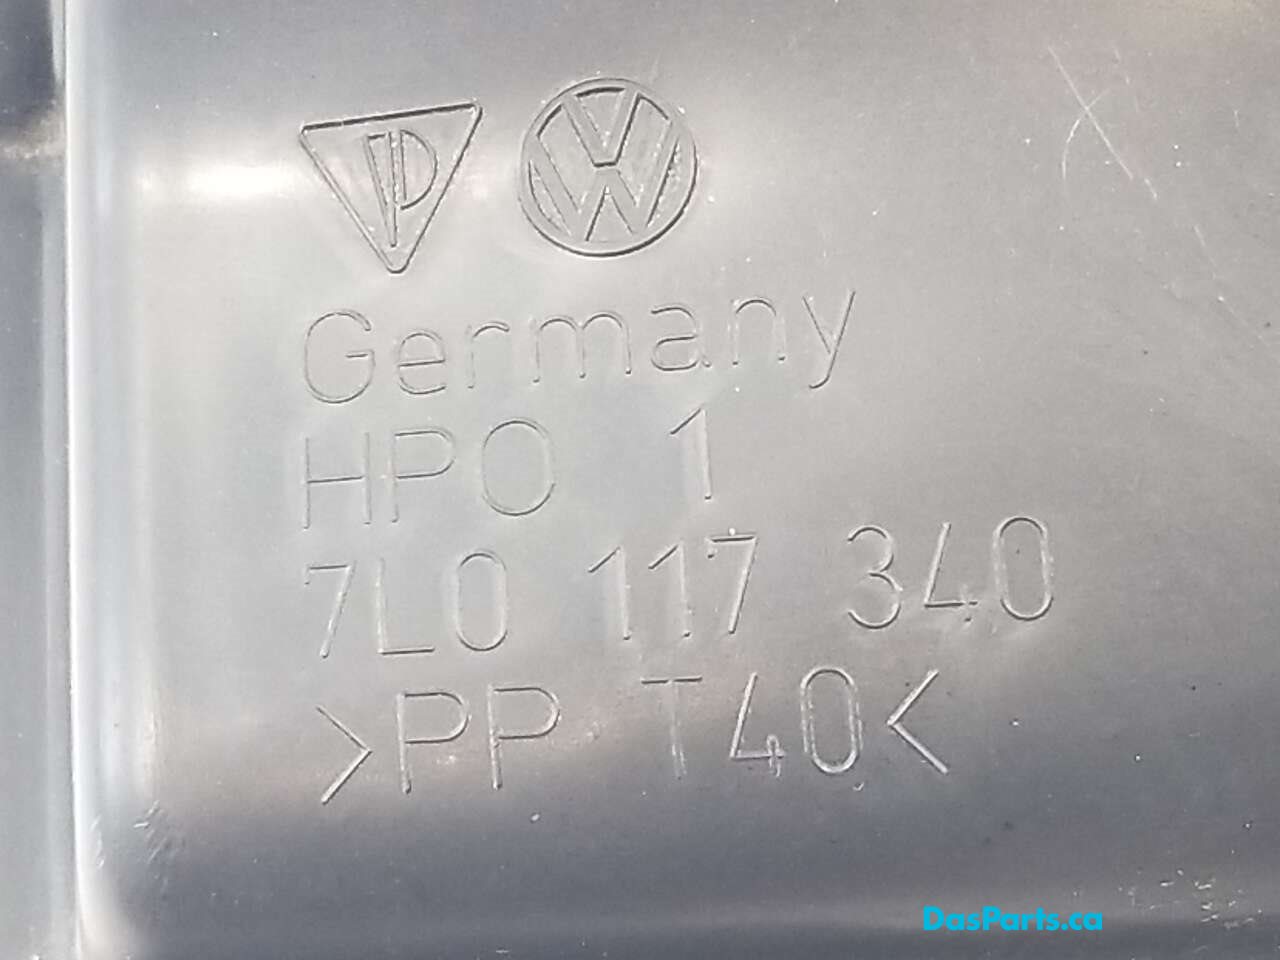 Germany
HPO 1
7L0 117 340
>PP T40<
DasParts.ca